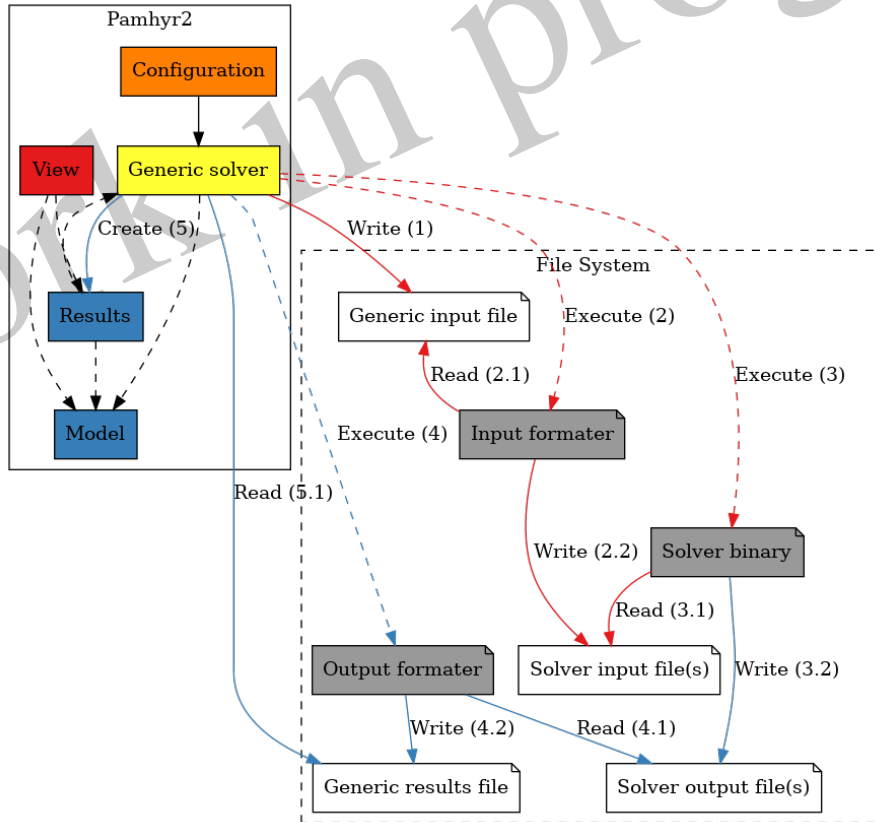 Pamhyr2
Configuration
View
Generic solver
Create (5)
Write (1)
File System
Results
Generic input file
Execute (2)
Read (2.1)
Execute (3)
Model
Execute (4)
Input formater
Read (5.1)
Write (2.2)
Solver binary
Read (3.1)
Output formater
Solver input file(s)
Write (3.2)
Write (4.2)
Read (4.1)
Generic results file
Solver output file(s)
ork in prog